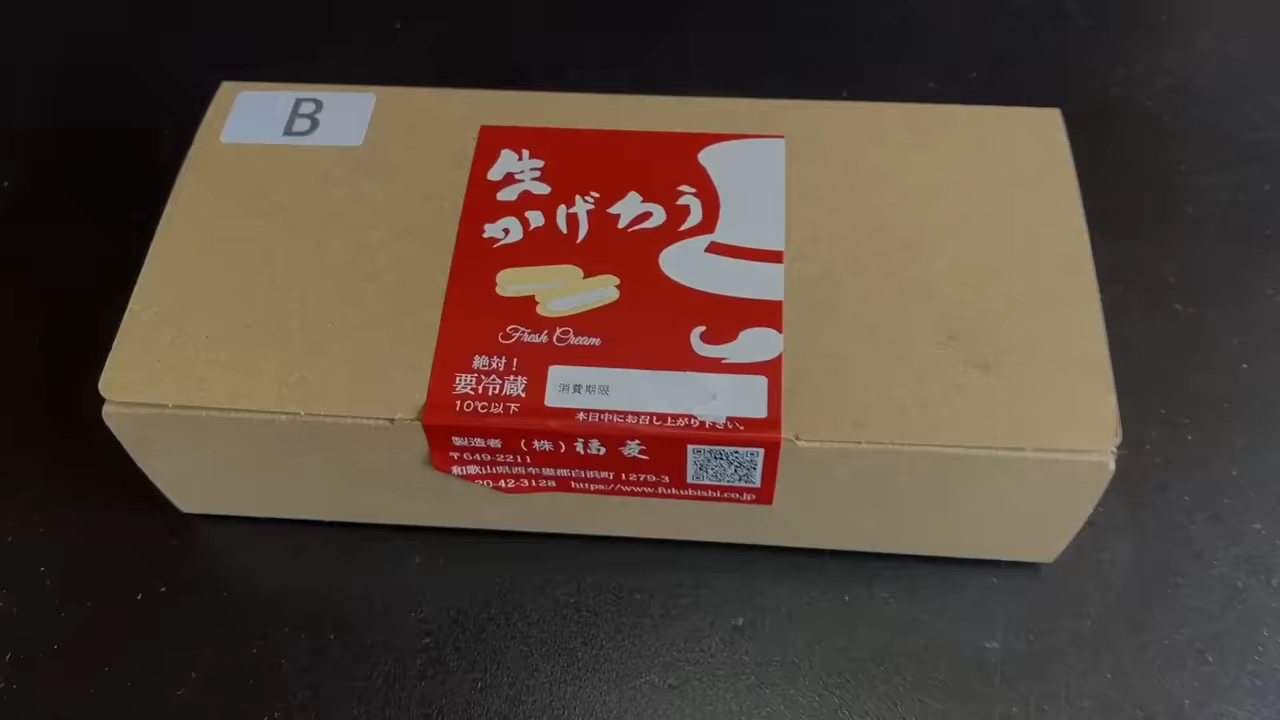 B
生
かげろう
Fresh Cream
絶対!
要冷蔵
10℃以下
消費期限
本日中にお召し上がり下さい。
製造者 (株)福菱
〒649-2211
和歌山県西牟婁郡白浜町 1279-3
20-42-3128 https://www.fukubishi.co.jp